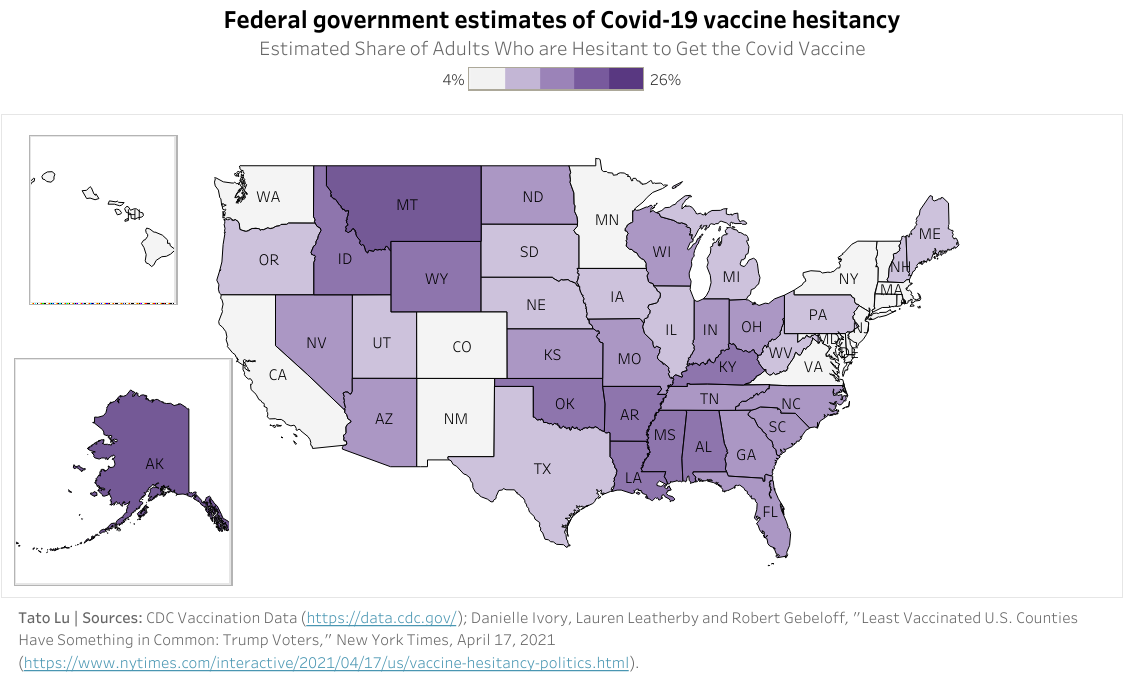 Federal government estimates of Covid-19 vaccine hesitancy
Estimated Share of Adults Who are Hesitant to Get the Covid Vaccine
4% 26%
WA
MT
ND
MN
ME
OR
ID
SD
WI
MI
NH
NY
WY
MA
NE
IA
PA
NV
UT
CO
IL
IN
OH
NJ
MD
DE
CA
KS
MO
WV
VA
KY
AZ
NM
OK
TN
NC
AR
SC
MS
AL
GA
AK
TX
LA
FL
Tato Lu | Sources: CDC Vaccination Data (https://data.cdc.gov/); Danielle Ivory, Lauren Leatherby and Robert Gebeloff, "Least Vaccinated U.S. Counties
Have Something in Common: Trump Voters," New York Times, April 17, 2021
(https://www.nytimes.com/interactive/2021/04/17/us/vaccine-hesitancy-politics.html).